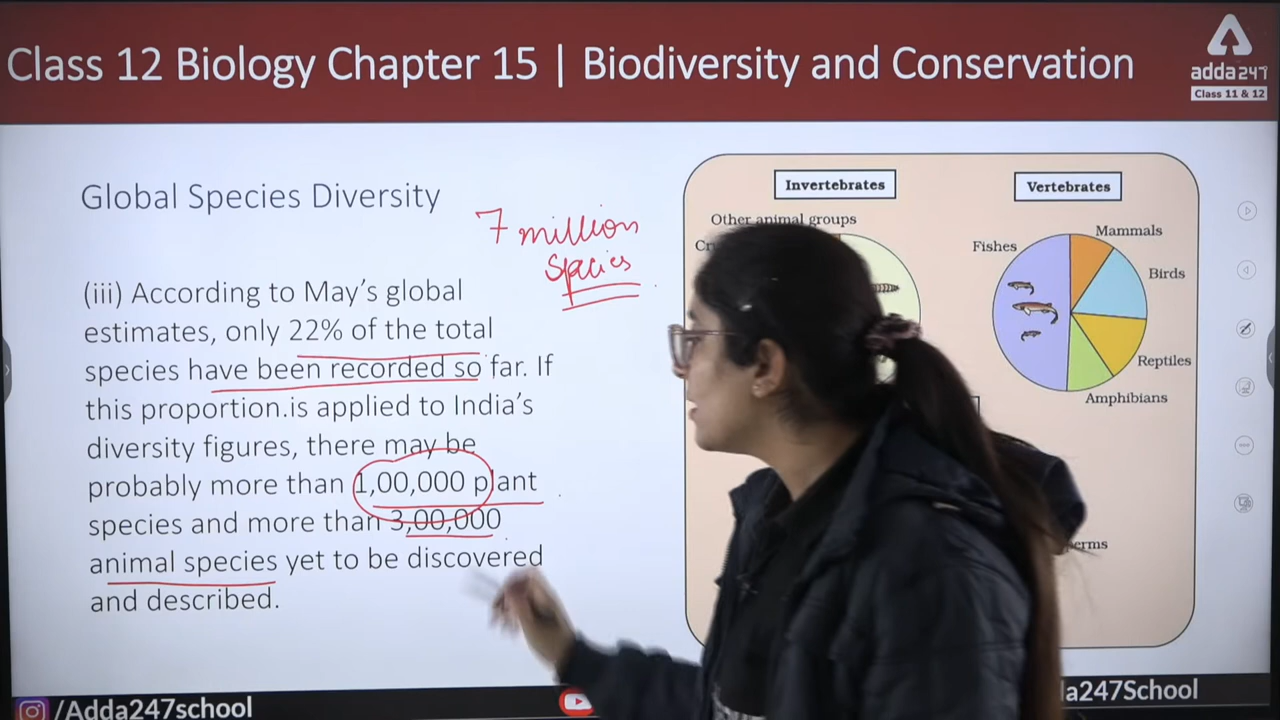 Class 12 Biology Chapter 15 | Biodiversity and Conservation
adda247
Class 11 & 12
Global Species Diversity
7 million
species
(iii) According to May's global
estimates, only 22% of the total
species have been recorded so far. If
this proportion.is applied to India's
diversity figures, there may be
probably more than 1,00,000 plant
species and more than 3,00,000
animal species yet to be discovered
and described.
Invertebrates
Other animal groups
Vertebrates
Mammals
Fishes
Birds
Reptiles
Amphibians
/Adda247school